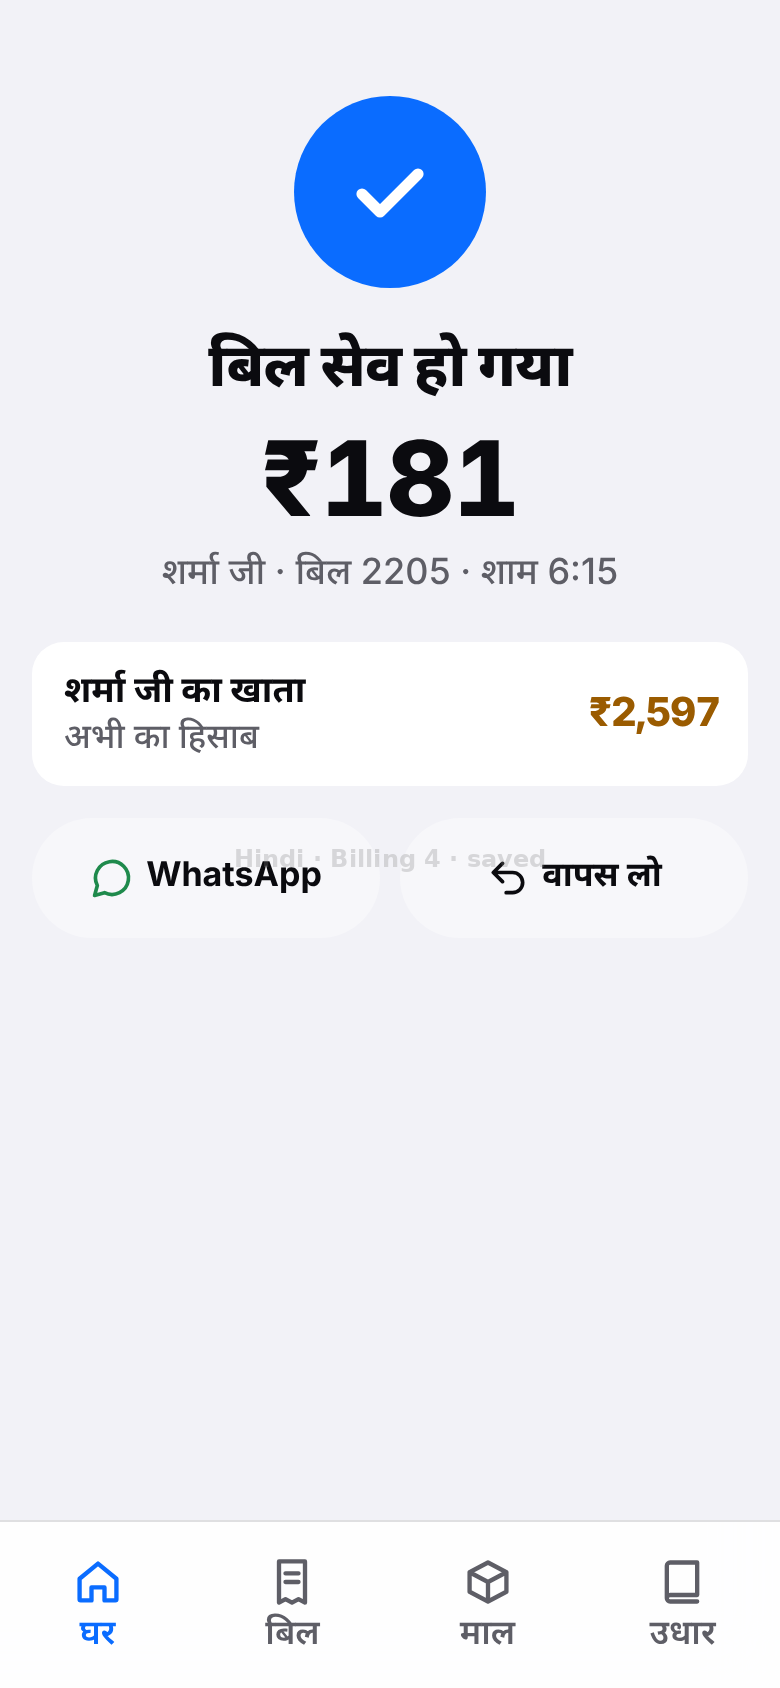 बिल सेव हो गया
₹181
शर्मा जी · बिल 2205 · शाम 6:15
शर्मा जी का खाता
अभी का हिसाब
₹2,597
Hindi · Billing 4 · saved
WhatsApp
वापस लो
घर
बिल
माल
उधार